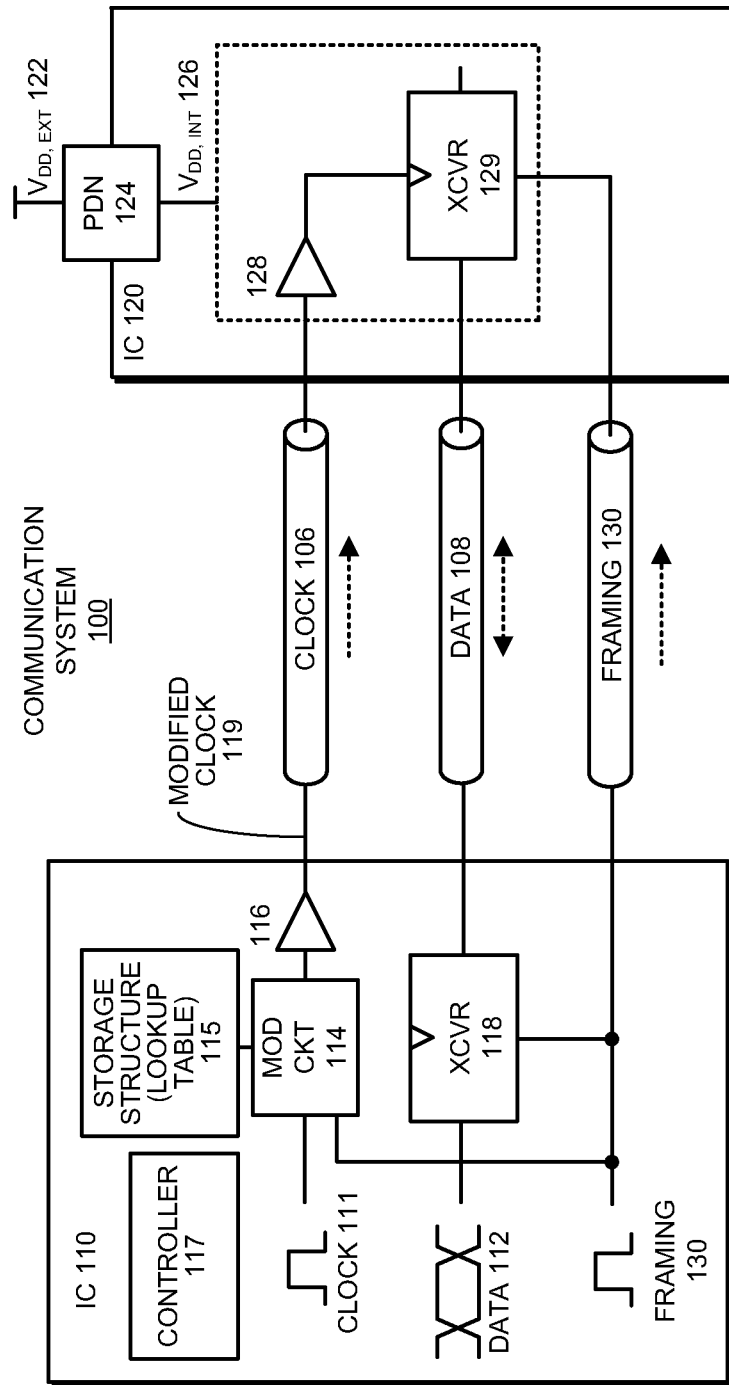 COMMUNICATION
SYSTEM
100
IC 110
CONTROLLER
117
STORAGE
STRUCTURE
(LOOKUP
TABLE)
115
MOD
CKT
114
116
MODIFIED
CLOCK
119
CLOCK 111
CLOCK 106
DATA 112
XCVR
118
DATA 108
FRAMING
130
FRAMING 130
IC 120
VDD, EXT 122
PDN
124
VDD, INT 126
128
XCVR
129